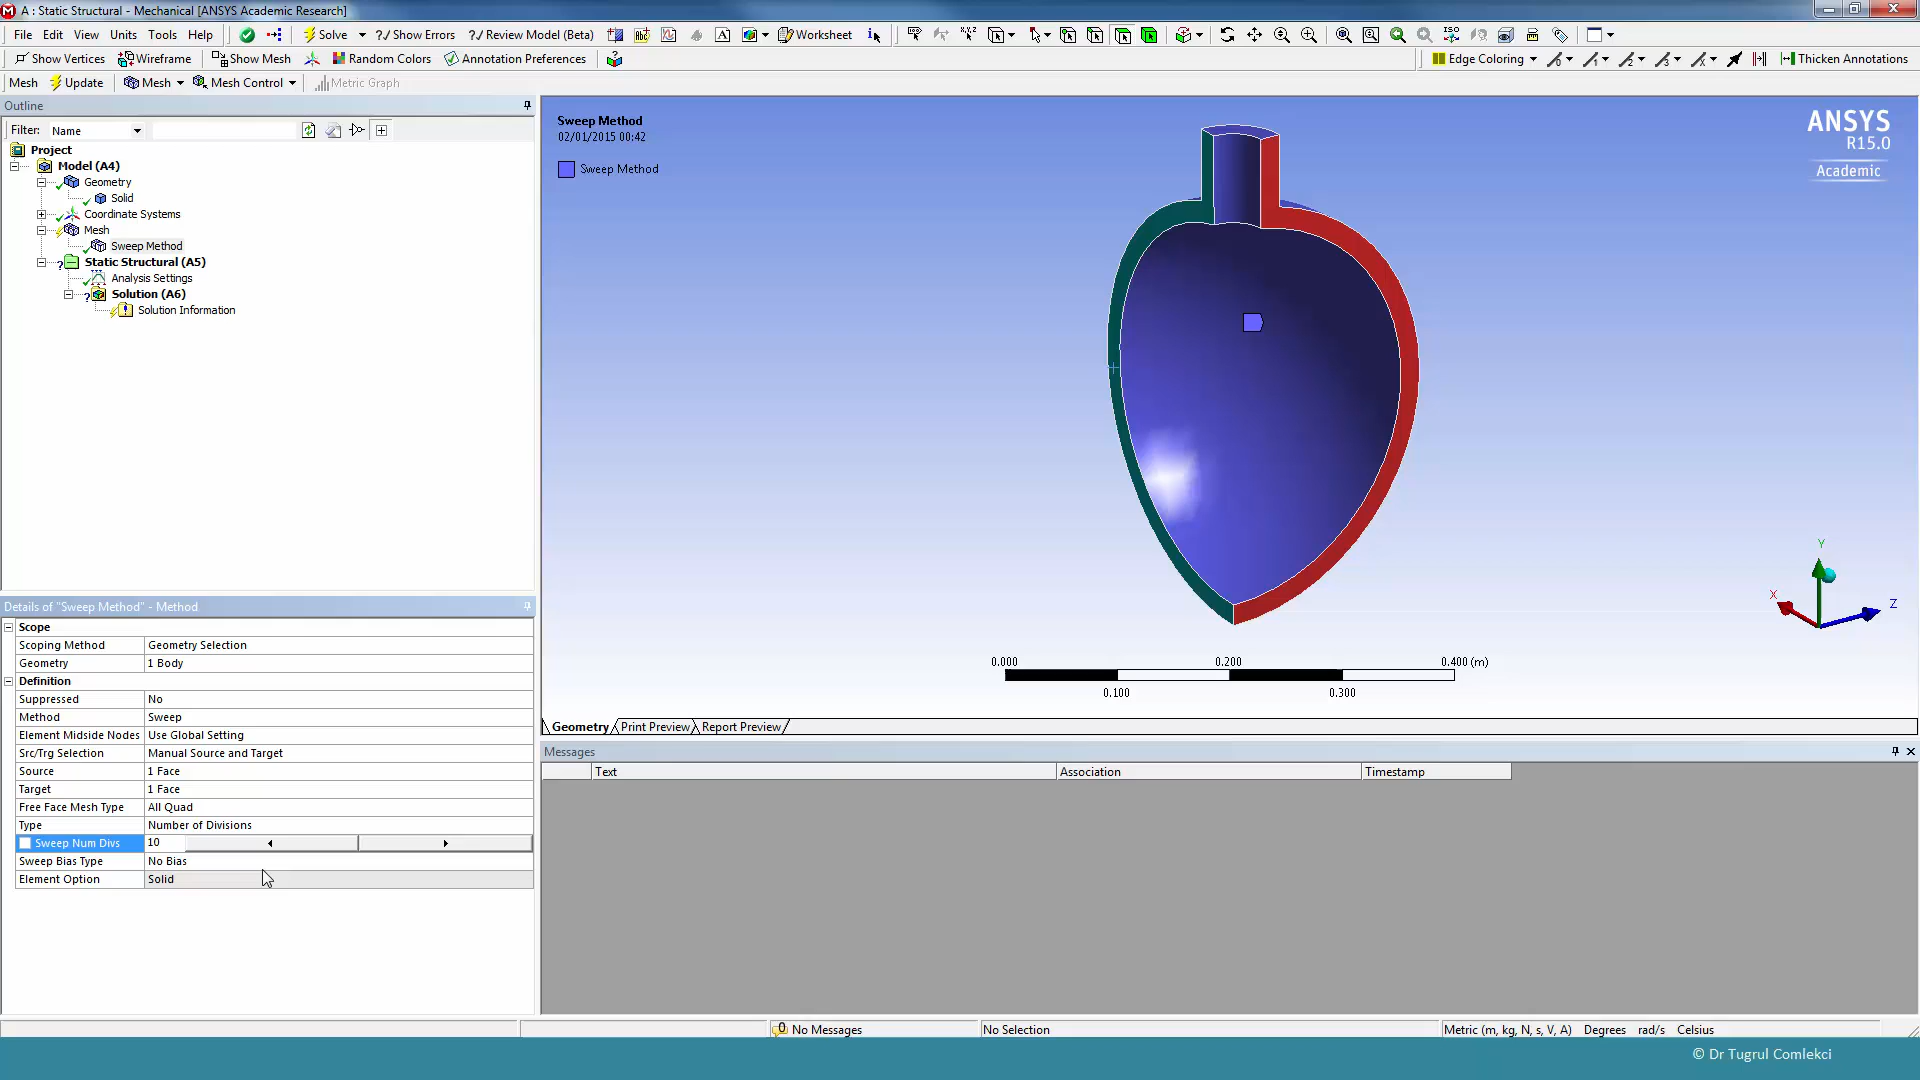 A : Static Structural - Mechanical [ANSYS Academic Research]
File Edit View Units Tools Help Solve ?/ Show Errors ?/ Review Model (Beta) Worksheet
Show Vertices Wireframe Show Mesh Random Colors Annotation Preferences Edge Coloring Thicken Annotations
Mesh Update Mesh Mesh Control Metric Graph
Outline
Filter: Name
Project
Model (A4)
Geometry
Solid
Coordinate Systems
Mesh
Sweep Method
Static Structural (A5)
Analysis Settings
Solution (A6)
Solution Information
Details of "Sweep Method" - Method
Scope
Scoping Method Geometry Selection
Geometry 1 Body
Definition
Suppressed No
Method Sweep
Element Midside Nodes Use Global Setting
Src/Trg Selection Manual Source and Target
Source 1 Face
Target 1 Face
Free Face Mesh Type All Quad
Type Number of Divisions
Sweep Num Divs 10
Sweep Bias Type No Bias
Element Option Solid
Sweep Method
02/01/2015 00:42
Sweep Method
ANSYS
R15.0
Academic
Y
X
Z
0.000 0.200 0.400 (m)
0.100 0.300
Geometry Print Preview Report Preview
Messages
Text Association Timestamp
0 No Messages No Selection Metric (m, kg, N, s, V, A) Degrees rad/s Celsius
© Dr Tugrul Comlekci